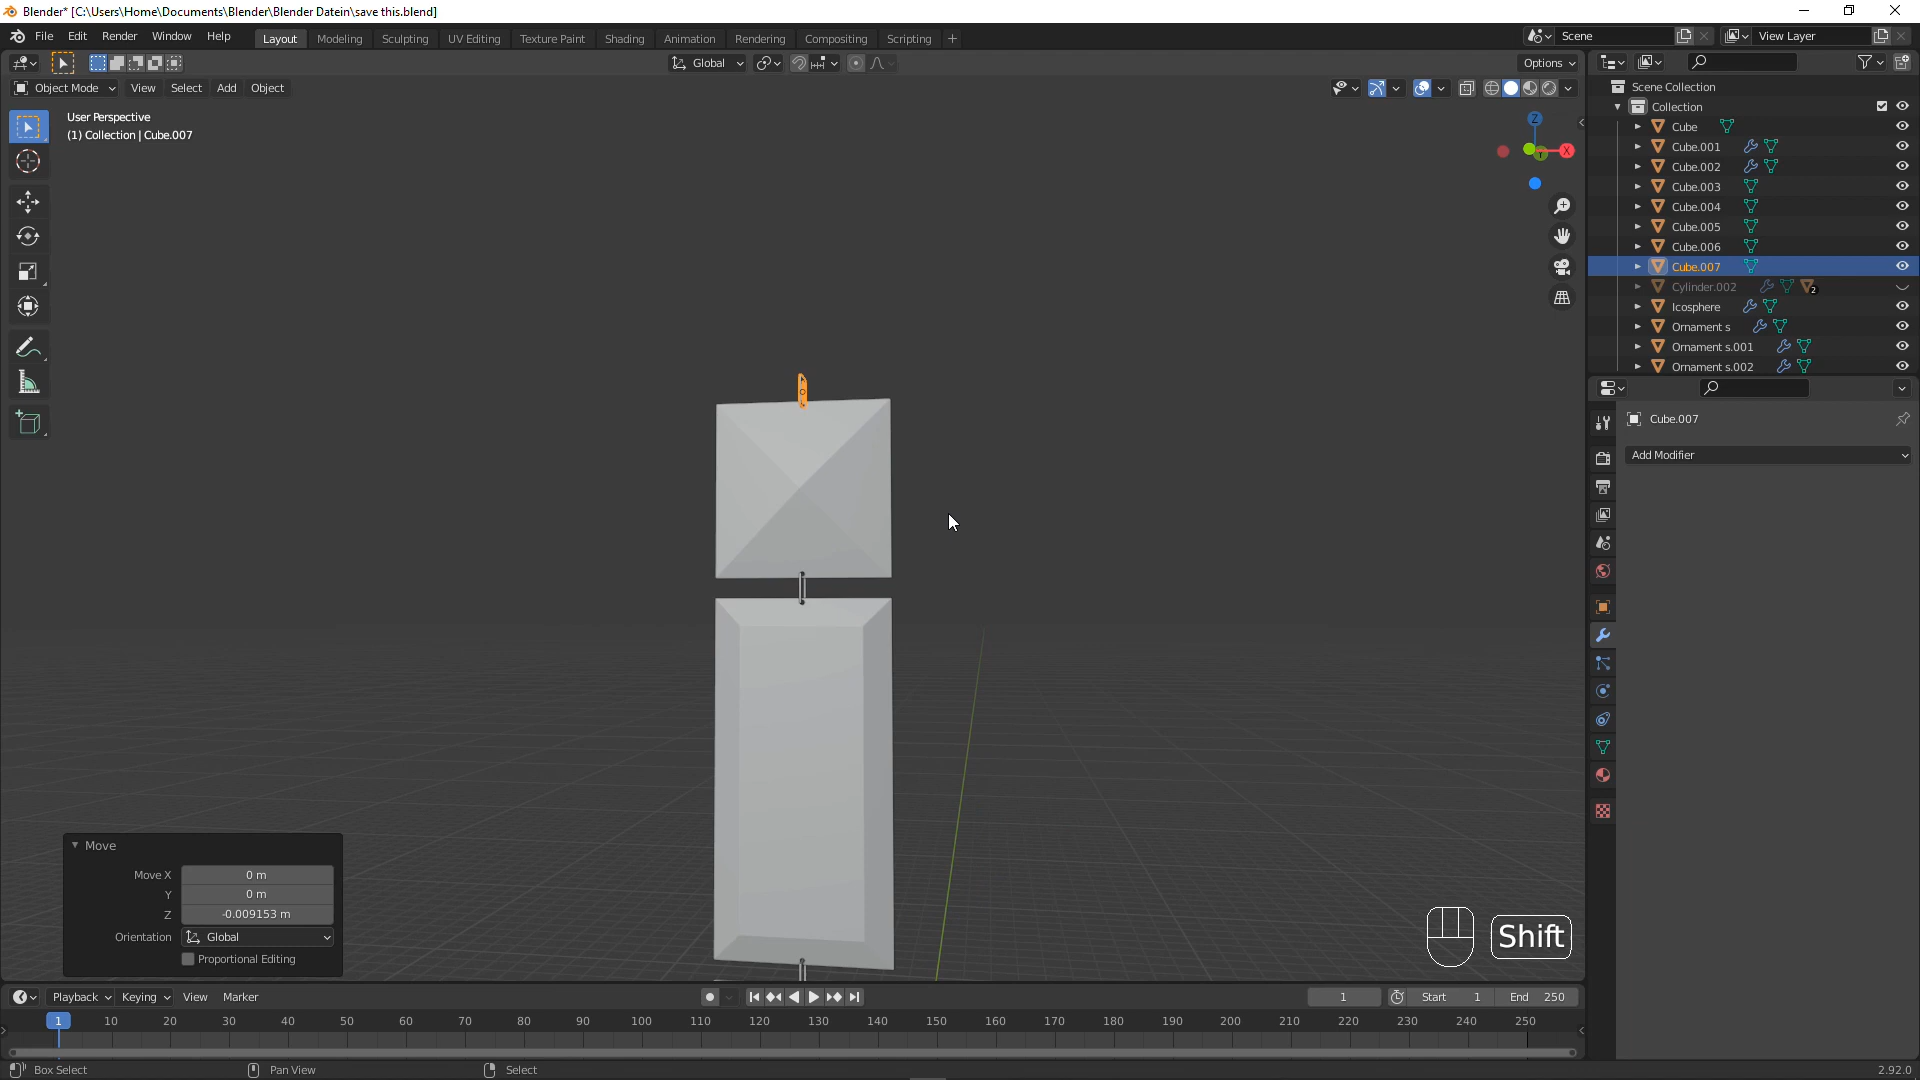 Blender* [C:\Users\Home\Documents\Blender\Blender Datein\save this.blend]
File Edit Render Window Help Layout Modeling Sculpting UV Editing Texture Paint Shading Animation Rendering Compositing Scripting + Scene View Layer
Global Options
Object Mode View Select Add Object
User Perspective
(1) Collection | Cube.007
Z
X
Y
Scene Collection
Collection
Cube
Cube.001
Cube.002
Cube.003
Cube.004
Cube.005
Cube.006
Cube.007
Cylinder.002 2
Icosphere
Ornament s
Ornament s.001
Ornament s.002
Cube.007
Add Modifier
Move
Move X 0 m
Y 0 m
Z -0.009153 m
Orientation Global
Proportional Editing
Shift
Playback Keying View Marker 1 Start 1 End 250
1 10 20 30 40 50 60 70 80 90 100 110 120 130 140 150 160 170 180 190 200 210 220 230 240 250
Box Select Pan View Select 2.92.0